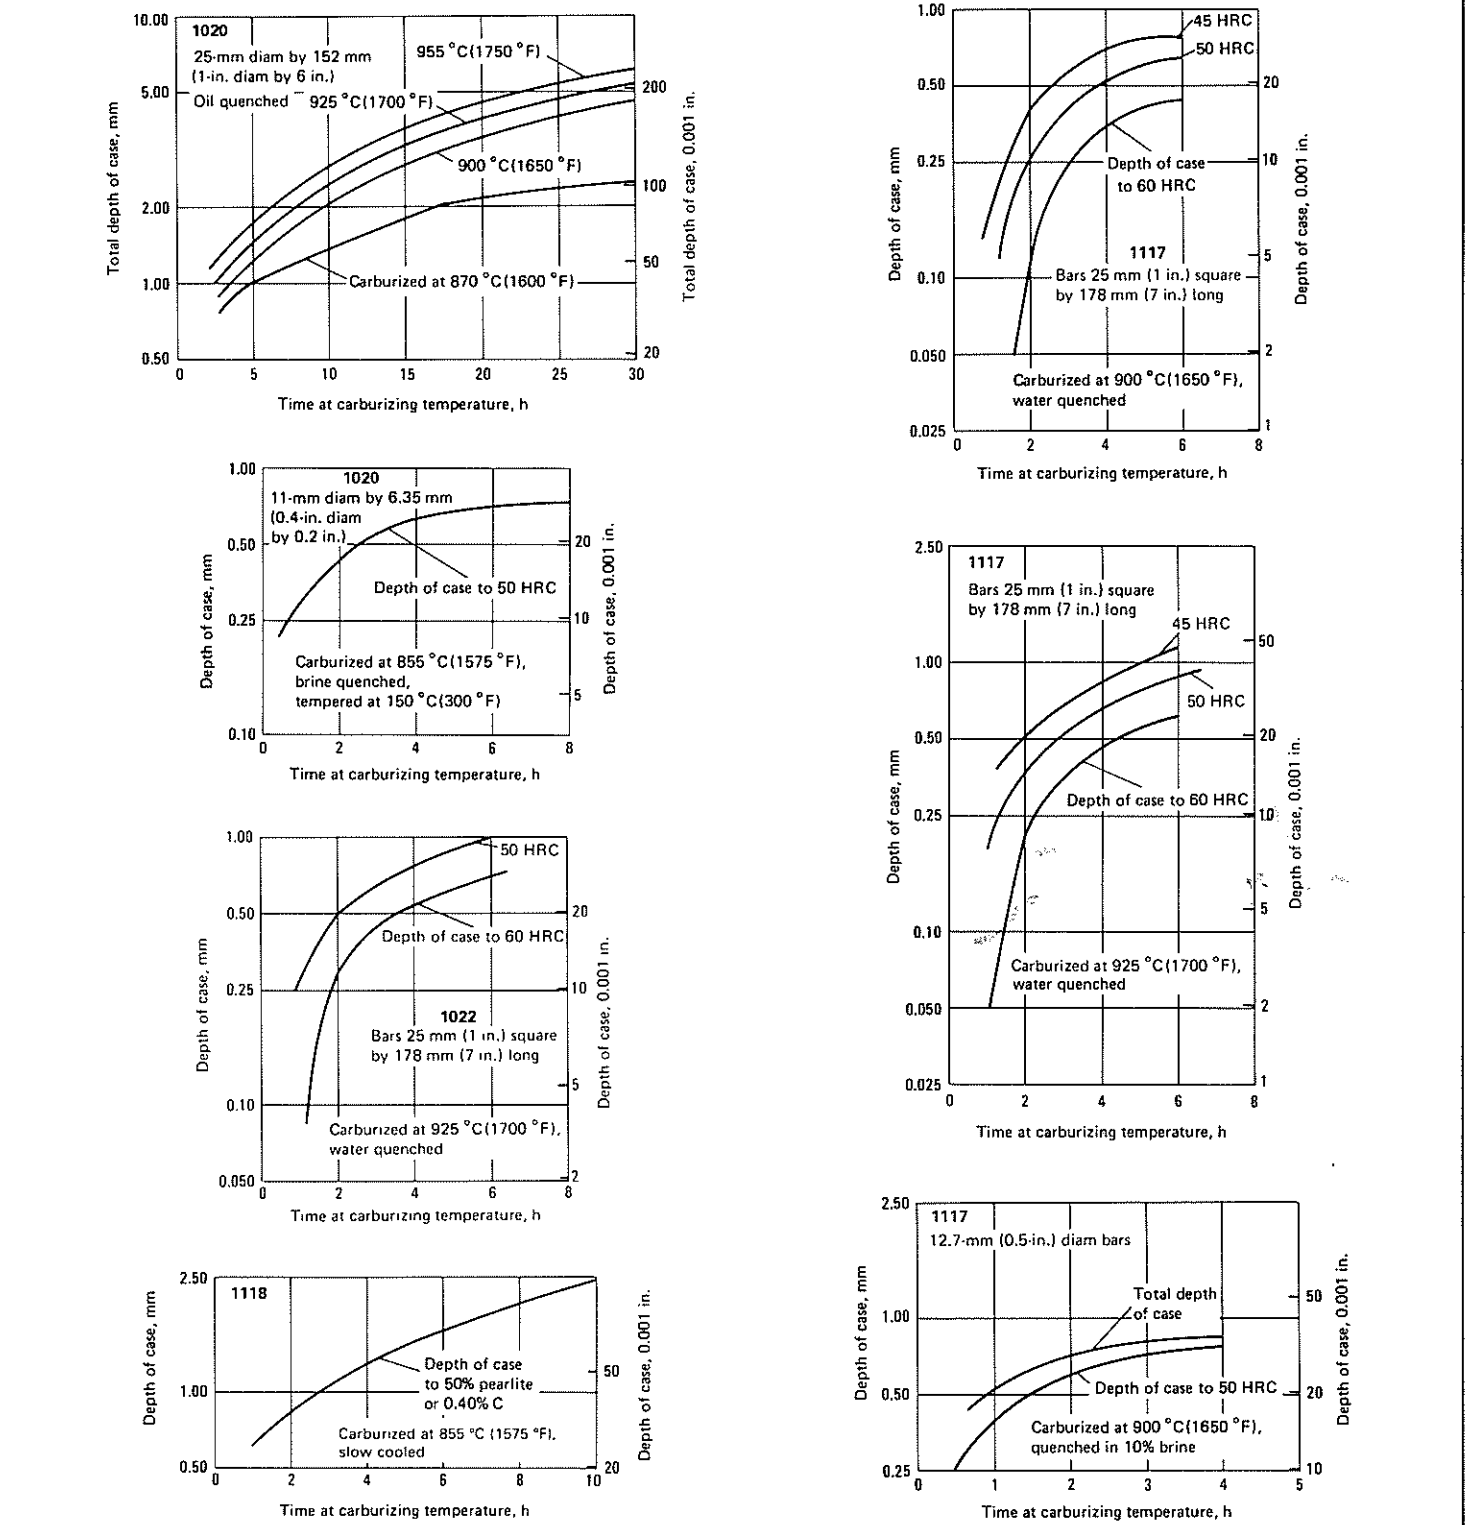 10.00
1020
25-mm diam by 152 mm
(1-in. diam by 6 in.)
955 °C(1750 °F)
5.00
Oil quenched
925 °C(1700 °F)
200
900 °C(1650 °F)
100
2.00
50
Carburized at 870 °C(1600 °F)
1.00
0.50
20
0 5 10 15 20 25 30
Total depth of case, mm
Total depth of case, 0.001 in.
Time at carburizing temperature, h
1.00
1020
11-mm diam by 6.35 mm
(0.4-in. diam
by 0.2 in.)
0.50
20
Depth of case to 50 HRC
0.25
10
Carburized at 855 °C(1575 °F),
brine quenched,
tempered at 150 °C(300 °F)
5
0.10
0 2 4 6 8
Depth of case, mm
Depth of case, 0.001 in.
Time at carburizing temperature, h
1.00
50 HRC
0.50
20
Depth of case to 60 HRC
0.25
10
1022
Bars 25 mm (1 in.) square
by 178 mm (7 in.) long
5
0.10
Carburized at 925 °C(1700 °F),
water quenched
0.050
2
0 2 4 6 8
Depth of case, mm
Depth of case, 0.001 in.
Time at carburizing temperature, h
2.50
1118
Depth of case
to 50% pearlite
or 0.40% C
50
1.00
Carburized at 855 °C (1575 °F),
slow cooled
0.50
20
0 2 4 6 8 10
Depth of case, mm
Depth of case, 0.001 in.
Time at carburizing temperature, h
1.00
45 HRC
50 HRC
0.50
20
0.25
10
Depth of case
to 60 HRC
1117
5
Bars 25 mm (1 in.) square
by 178 mm (7 in.) long
0.10
0.050
2
Carburized at 900 °C(1650 °F),
water quenched
0.025
1
0 2 4 6 8
Depth of case, mm
Depth of case, 0.001 in.
Time at carburizing temperature, h
2.50
1117
Bars 25 mm (1 in.) square
by 178 mm (7 in.) long
45 HRC
50
1.00
50 HRC
0.50
20
Depth of case to 60 HRC
0.25
10
5
0.10
Carburized at 925 °C(1700 °F),
water quenched
0.050
2
0.025
1
0 2 4 6 8
Depth of case, mm
Depth of case, 0.001 in.
Time at carburizing temperature, h
2.50
1117
12.7-mm (0.5-in.) diam bars
Total depth
of case
50
1.00
Depth of case to 50 HRC
0.50
20
Carburized at 900 °C(1650 °F),
quenched in 10% brine
0.25
10
0 1 2 3 4 5
Depth of case, mm
Depth of case, 0.001 in.
Time at carburizing temperature, h